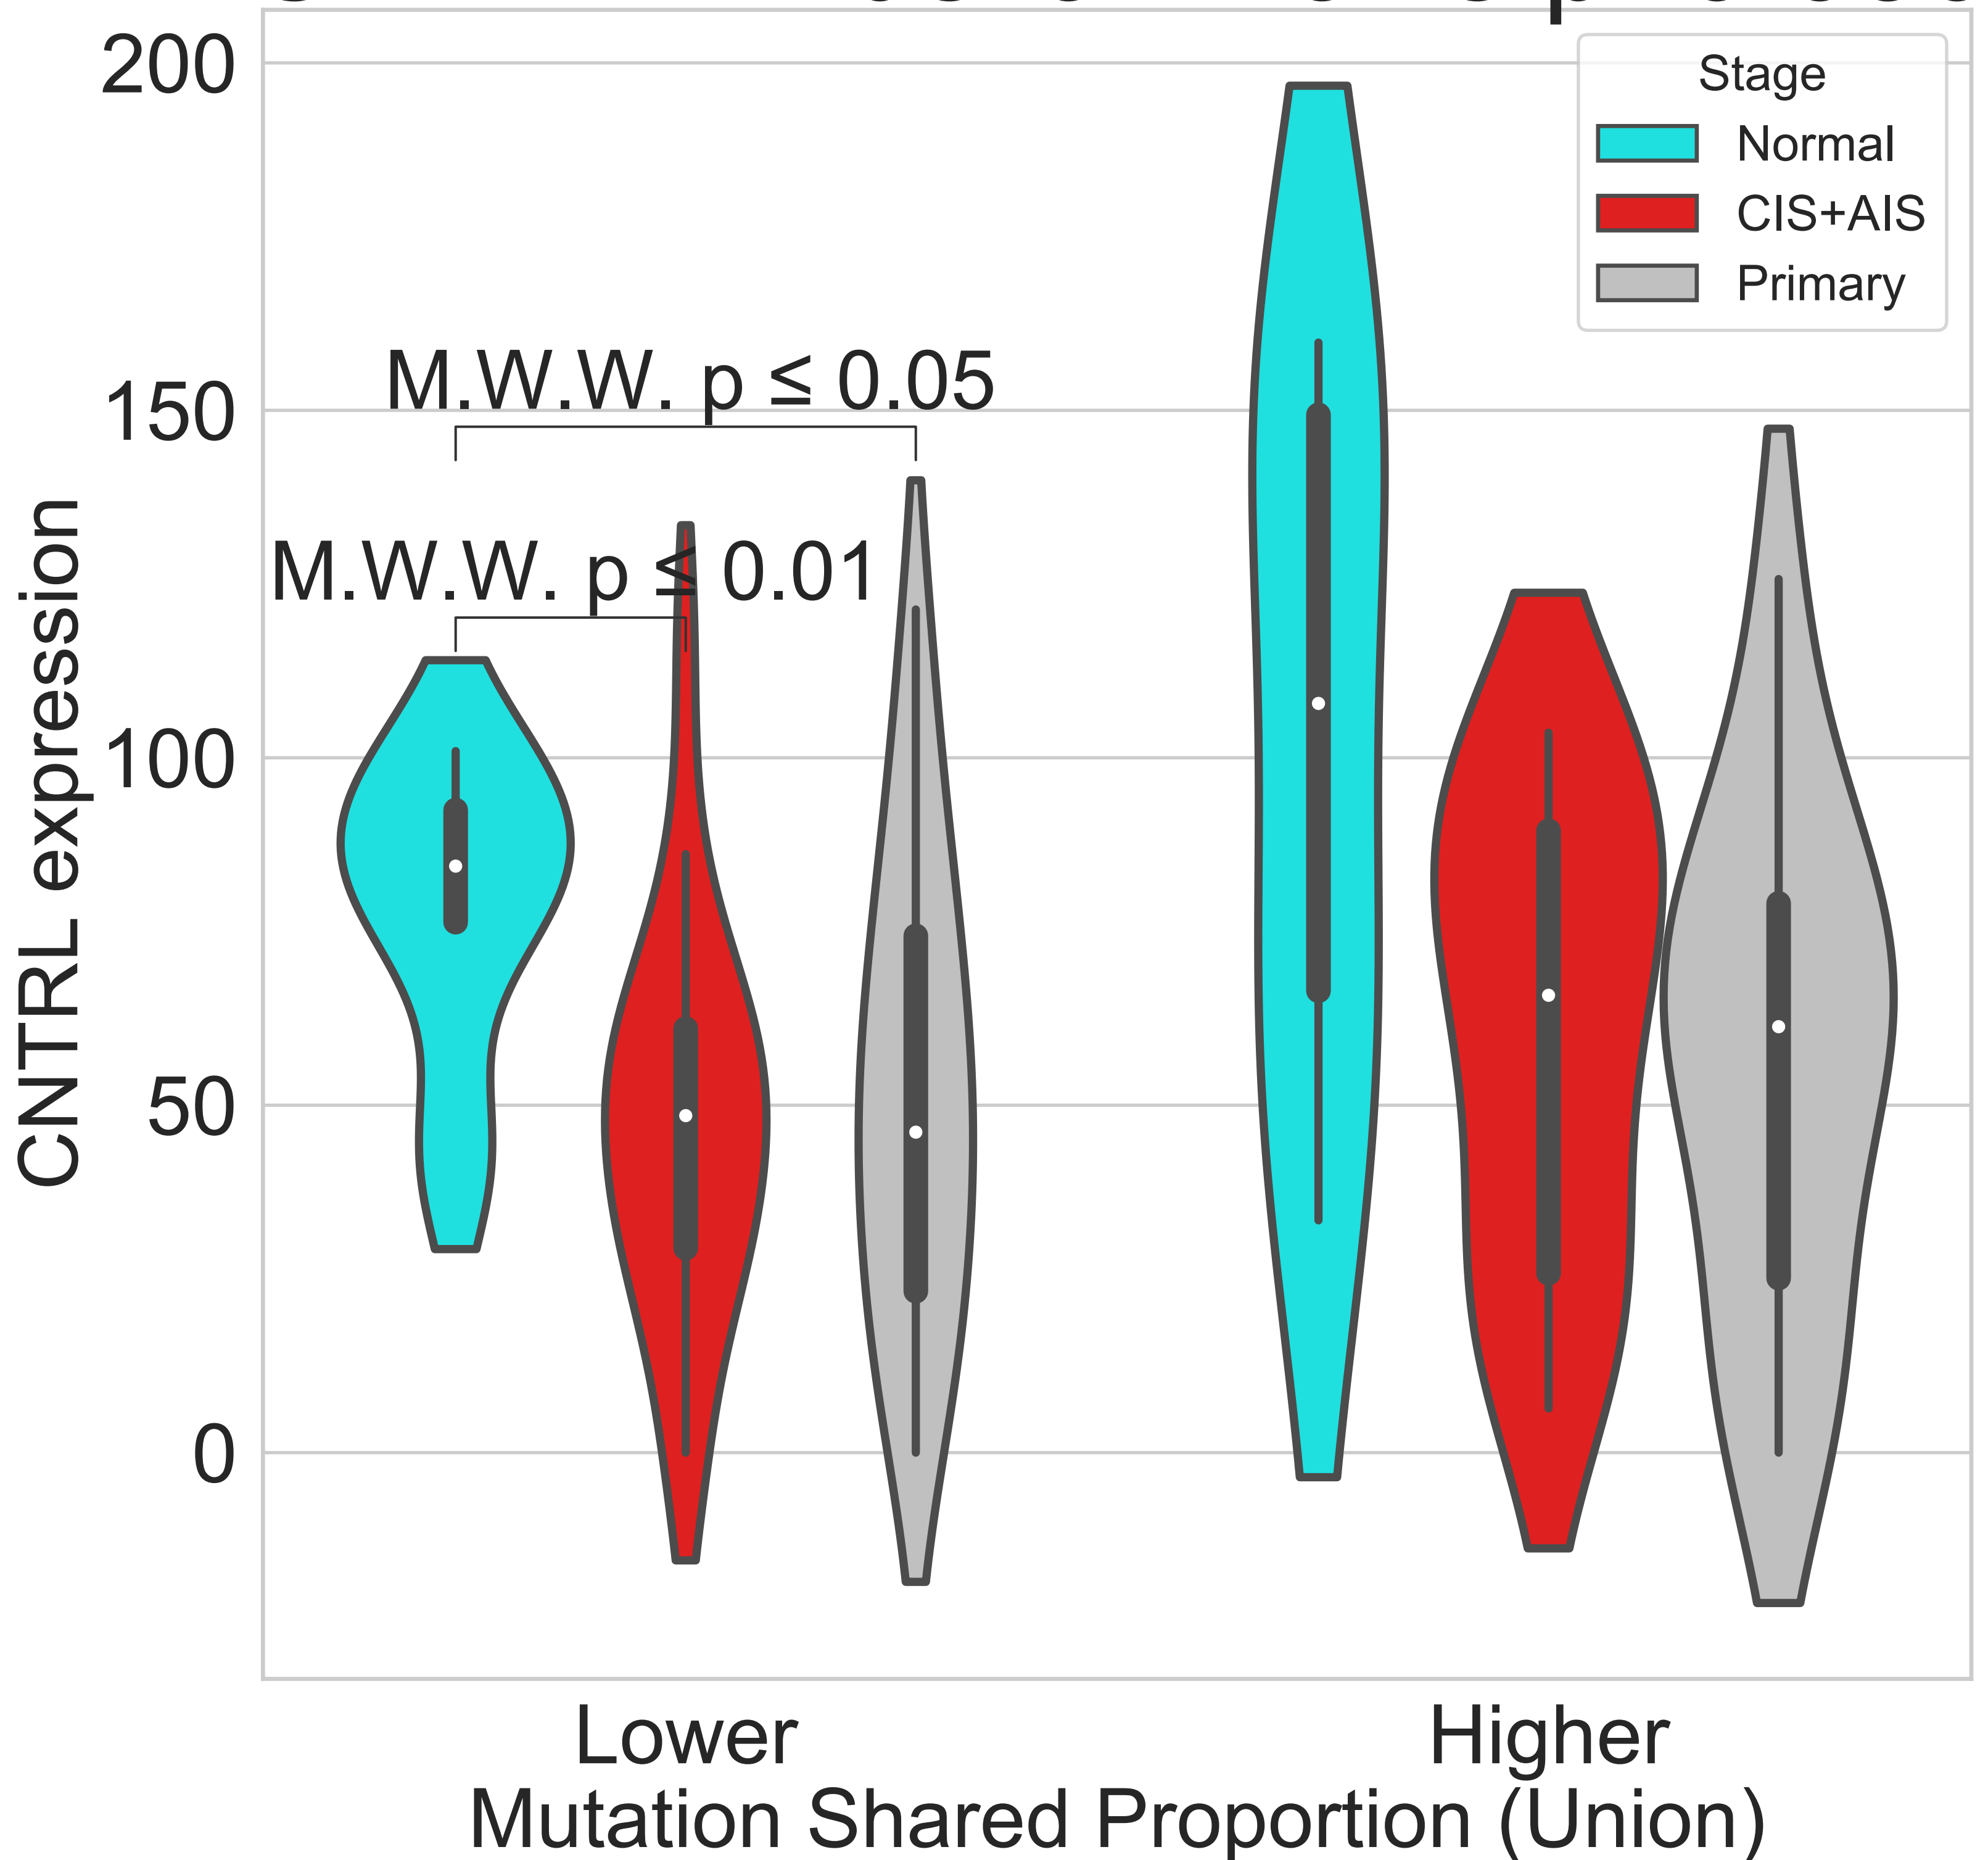 200
150
100
50
0
CNTRL expression
Stage
Normal
CIS+AIS
Primary
M.W.W. p ≤ 0.05
M.W.W. p ≤ 0.01
Lower
Higher
Mutation Shared Proportion (Union)